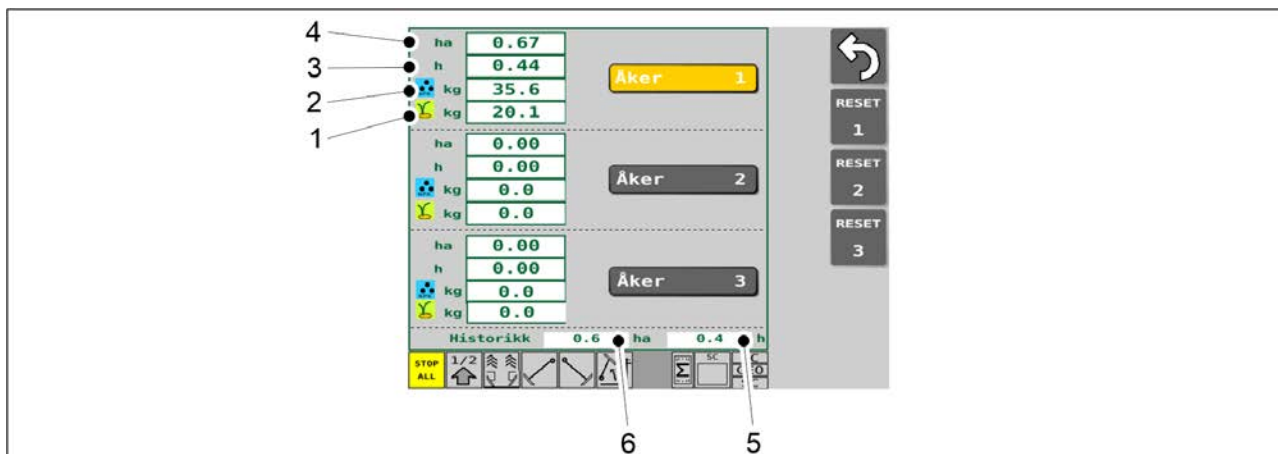 4 ha 0.67
3 h 0.44
2 kg 35.6
1 kg 20.1
Åker 1
ha 0.00
h 0.00
kg 0.0
kg 0.0
Åker 2
ha 0.00
h 0.00
kg 0.0
kg 0.0
Åker 3
Historikk 0.6 ha 0.4 h
RESET
1
RESET
2
RESET
3
STOP
ALL
1/2
Σ
SC
6 5